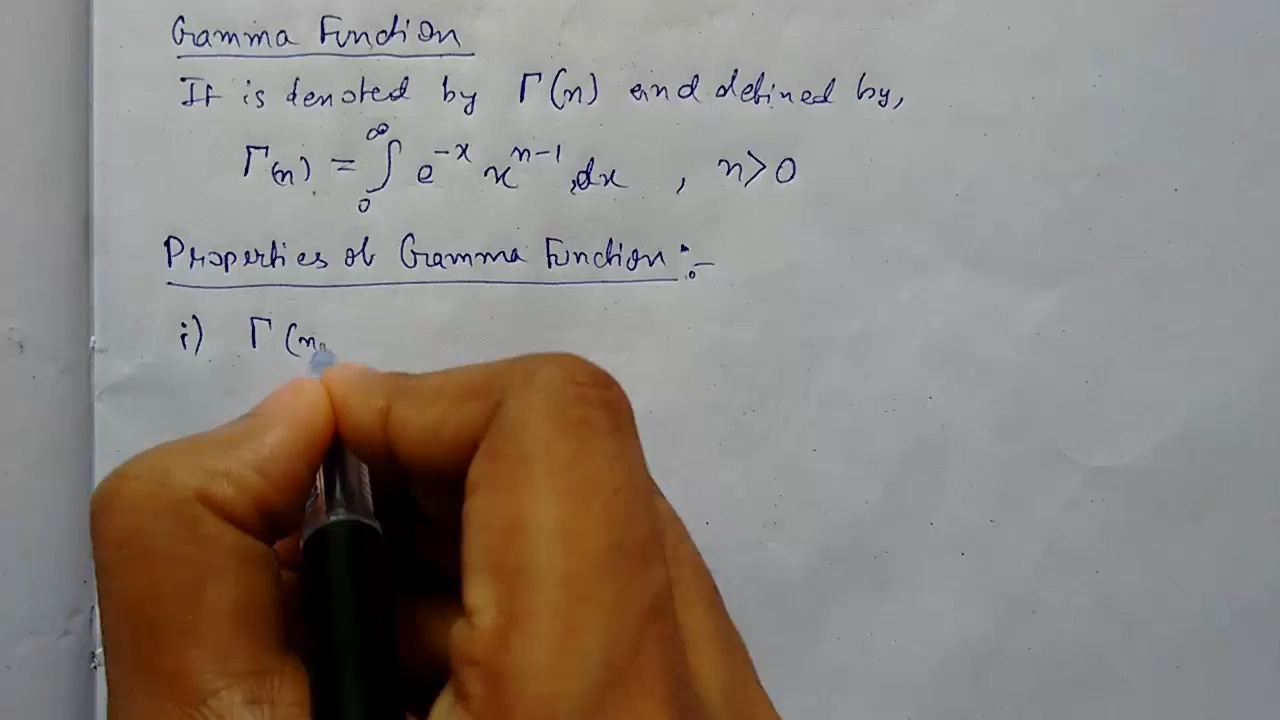 Gamma Function
It is denoted by Γ(n) and defined by,
Γ(n) = ∫₀^∞ e^{-x} x^{n-1} dx , n>0
Properties of Gamma Function :-
i) Γ(n